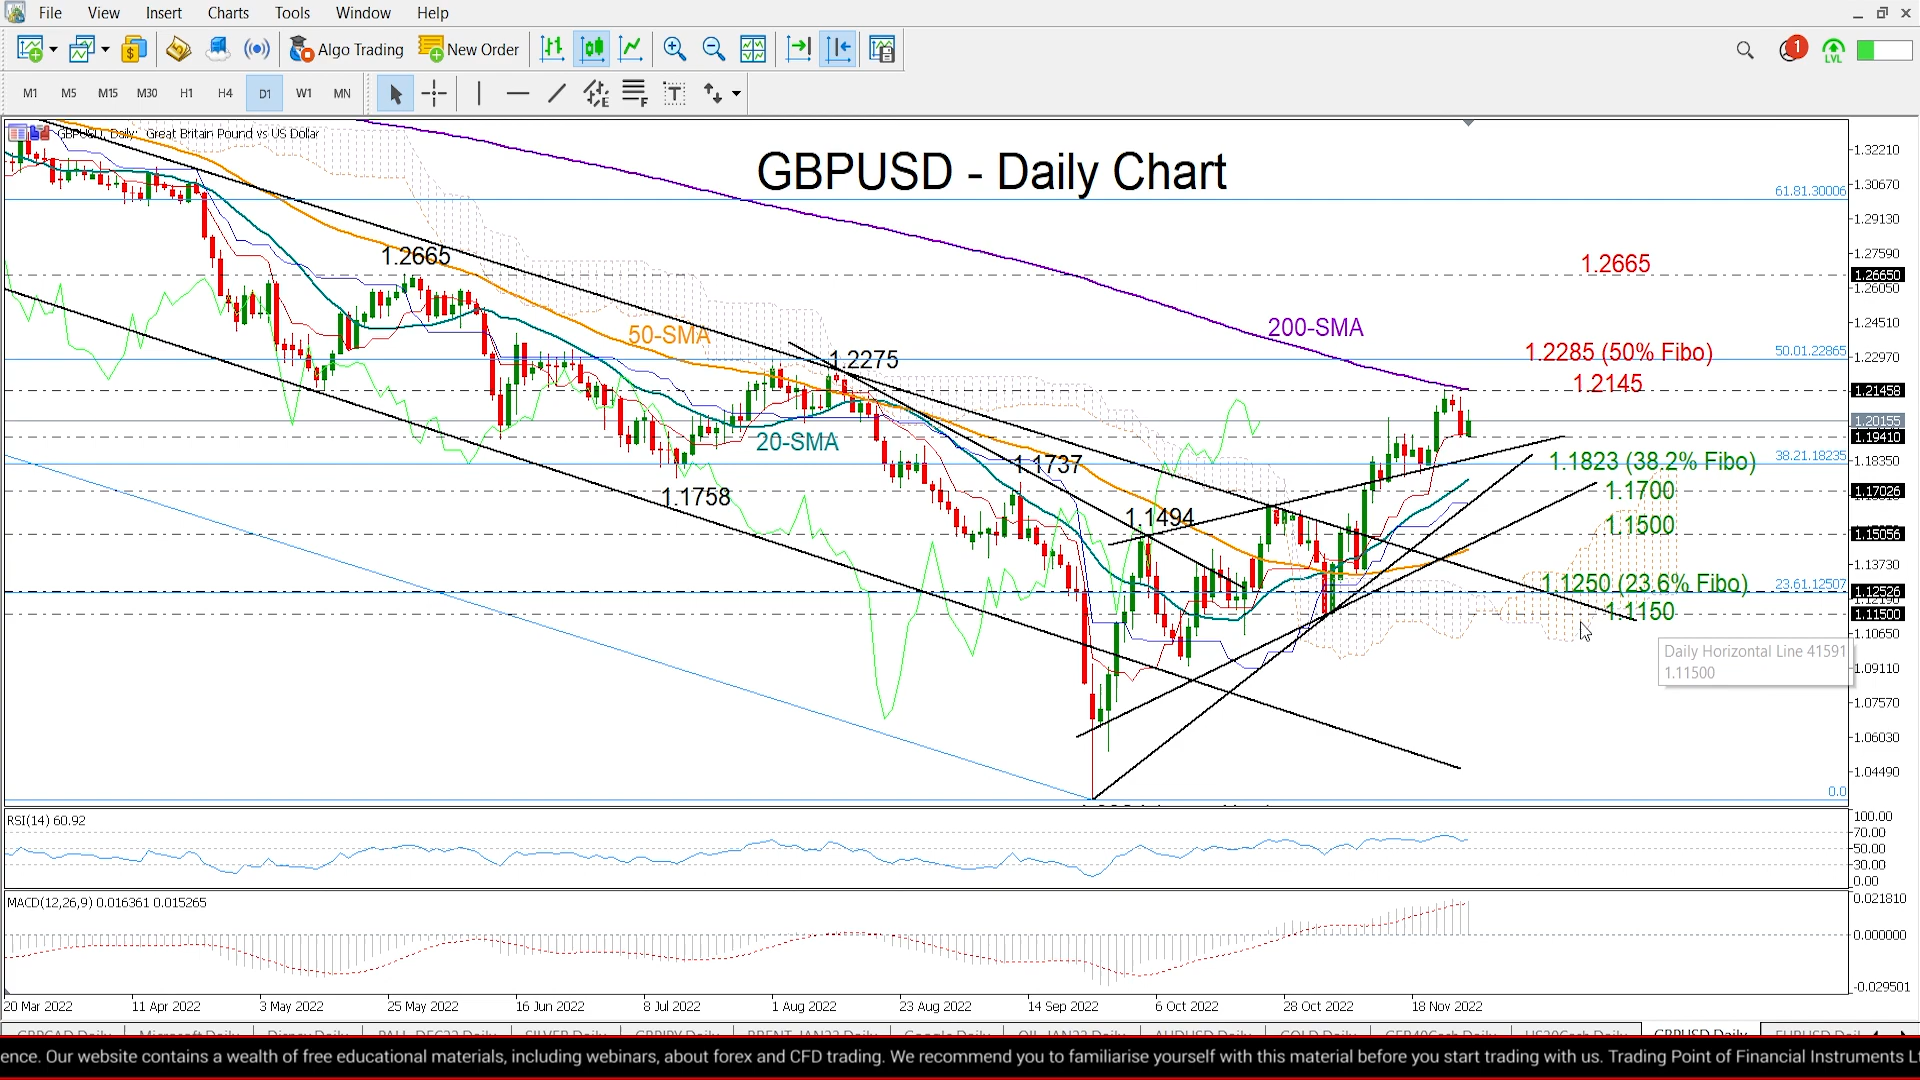 File View Insert Charts Tools Window Help
Algo Trading New Order
1
LVL
M1 M5 M15 M30 H1 H4 D1 W1 MN
E F T
GBPUSD, Daily: Great Britain Pound vs US Dollar
GBPUSD - Daily Chart
1.32210
1.30670
61.81.30006
1.29130
1.2665
1.2665
1.27590
1.26650
1.26050
200-SMA
1.24510
50-SMA
1.2275
1.2285 (50% Fibo)
50.01.22865
1.22970
1.2145
1.21458
1.20155
20-SMA
1.19410
1.1737
1.1823 (38.2% Fibo)
38.21.18235
1.18350
1.1758
1.1700
1.17026
1.1494
1.1500
1.15056
1.13730
1.1250 (23.6% Fibo)
23.61.12507
1.12526
1.1150
1.11500
1.10650
Daily Horizontal Line 41591
1.11500
1.09110
1.07570
1.06030
1.04490
0.0
RSI(14) 60.92
100.00
70.00
50.00
30.00
0.00
MACD(12,26,9) 0.016361 0.015265
0.021810
0.000000
-0.029501
20 Mar 2022 11 Apr 2022 3 May 2022 25 May 2022 16 Jun 2022 8 Jul 2022 1 Aug 2022 23 Aug 2022 14 Sep 2022 6 Oct 2022 28 Oct 2022 18 Nov 2022
ence. Our website contains a wealth of free educational materials, including webinars, about forex and CFD trading. We recommend you to familiarise yourself with this material before you start trading with us. Trading Point of Financial Instruments